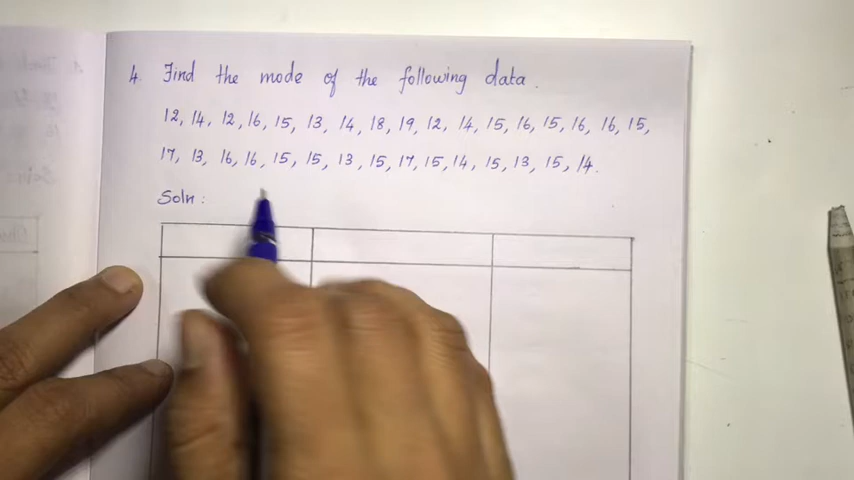 4. Find the mode of the following data.
12, 14, 12, 16, 15, 13, 14, 18, 19, 12, 14, 15, 16, 15, 16, 16, 15,
17, 13, 16, 16, 15, 15, 13, 15, 17, 15, 14, 15, 13, 15, 14.
Soln :